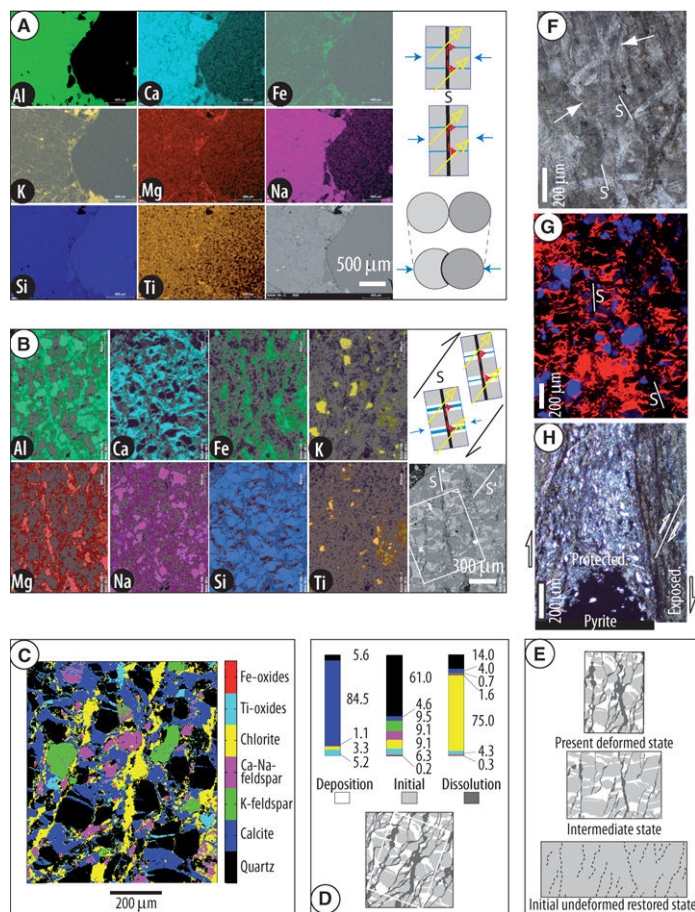 A
Al
Ca
Fe
K
Mg
Na
Si
Ti
500 µm
S
B
Al
Ca
Fe
K
Mg
Na
Si
Ti
S
S
S'
300 µm
C
Fe-oxides
Ti-oxides
Chlorite
Ca-Na-
feldspar
K-feldspar
Calcite
Quartz
200 µm
5.6
84.5
1.1
3.3
5.2
61.0
4.6
9.5
9.1
9.1
6.3
0.2
14.0
4.0
0.7
1.6
75.0
4.3
0.3
Deposition
Initial
Dissolution
D
E
Present deformed state
Intermediate state
Initial undeformed restored state
F
S
S
200 µm
G
S
S
200 µm
H
Protected
Exposed
200 µm
Pyrite